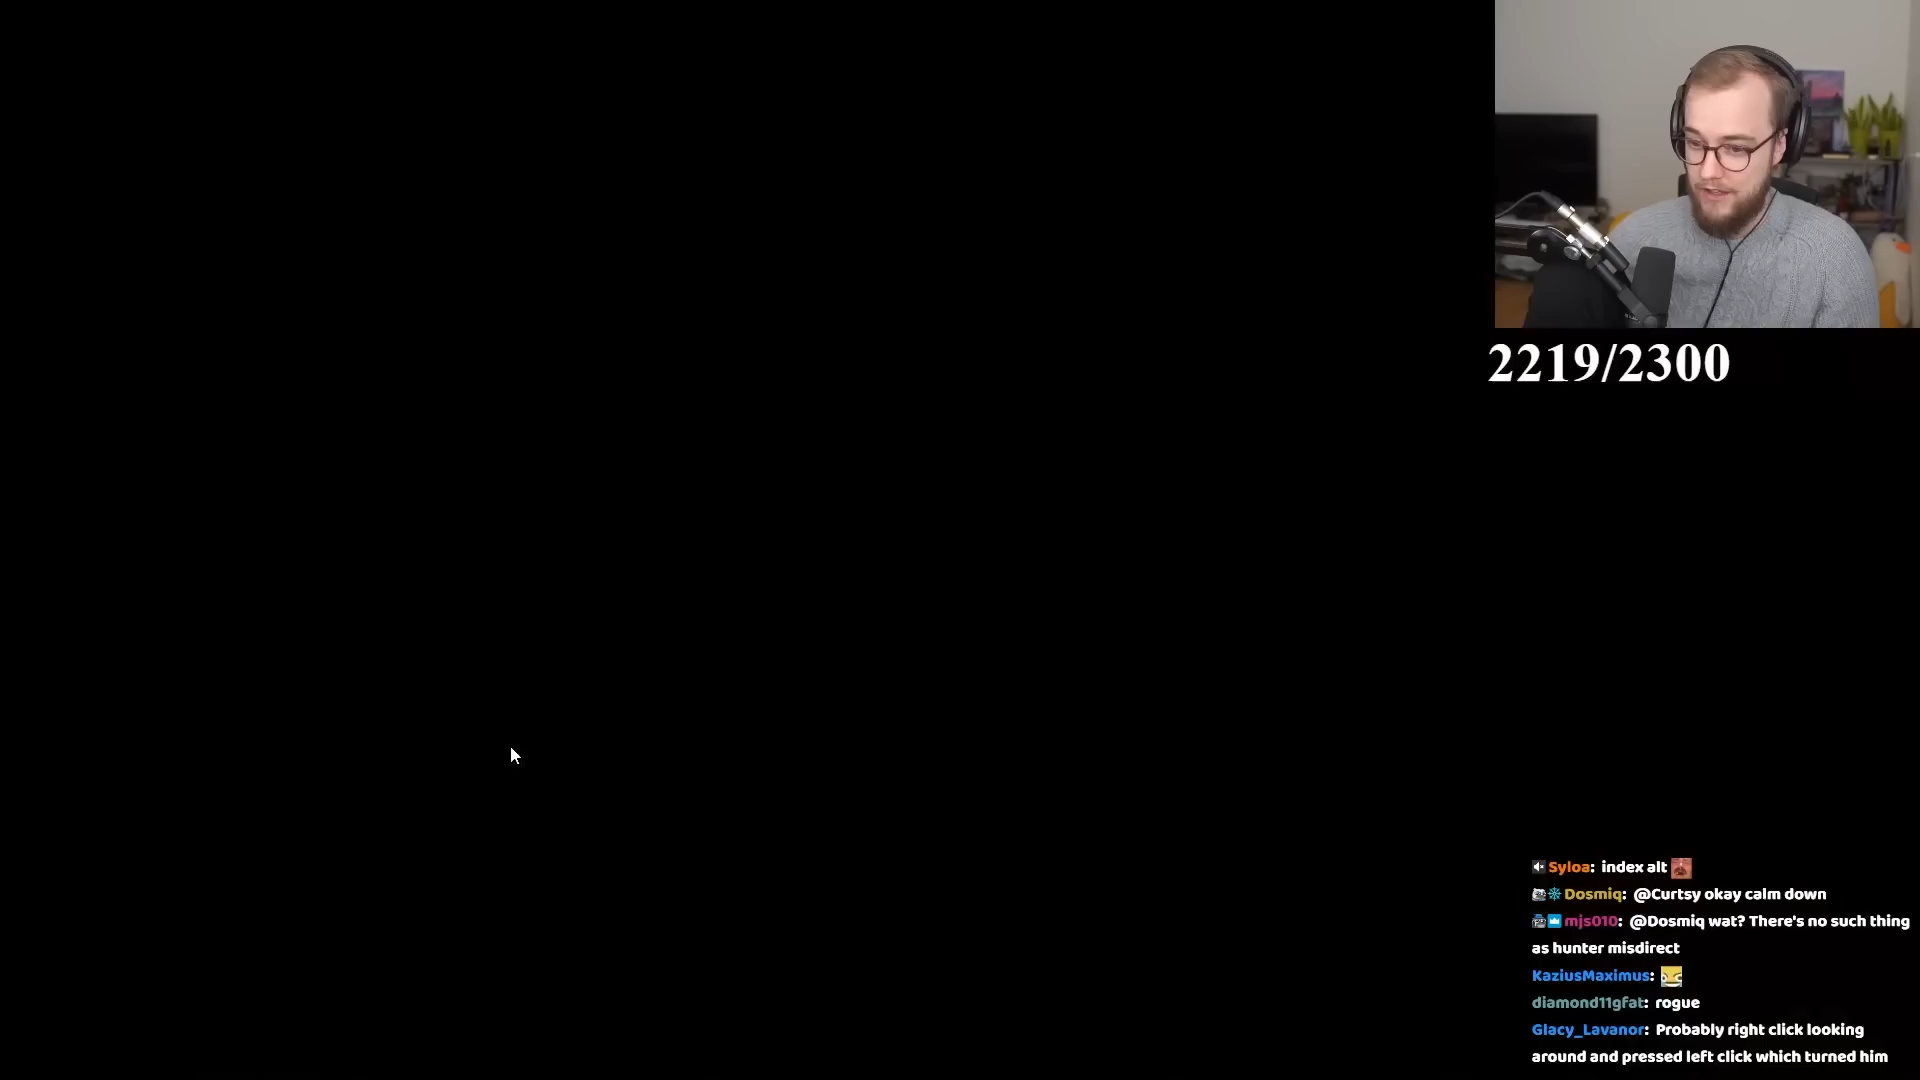 2219/2300
Syloa: index alt
Dosmiq: @Curtsy okay calm down
mjs010: @Dosmiq wat? There's no such thing
as hunter misdirect
KaziusMaximus:
diamond11gfat: rogue
Glacy_Lavanor: Probably right click looking
around and pressed left click which turned him